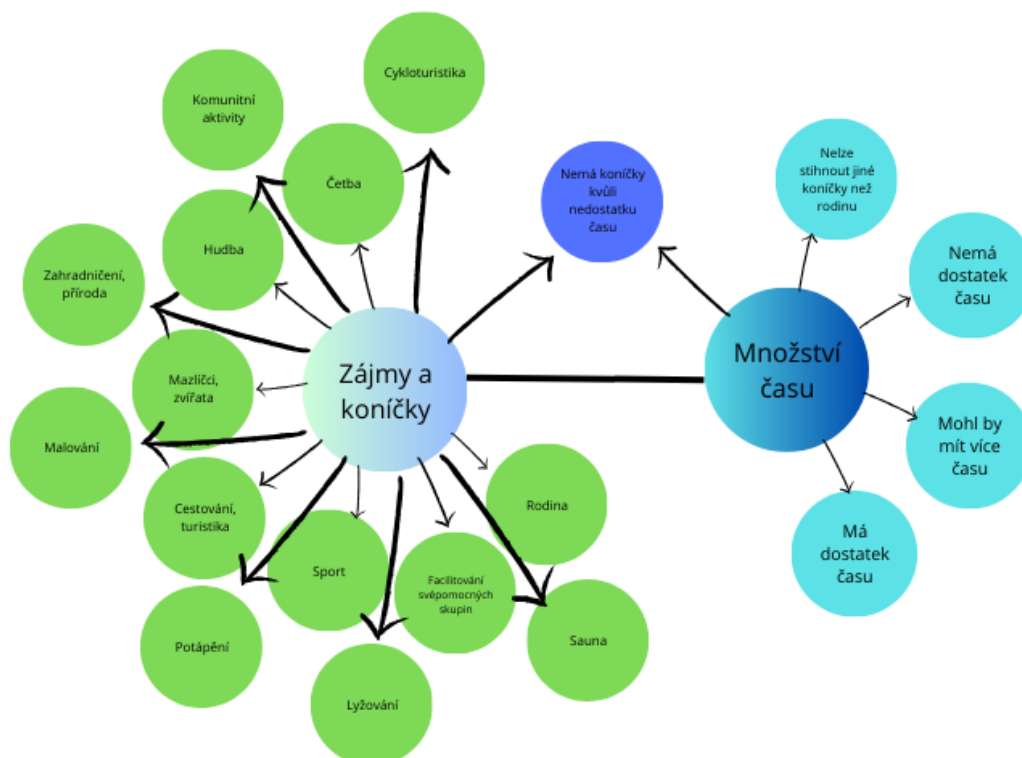 Cykloturistika
Komunitní
aktivity
Četba
Nemá koníčky
kvůli
nedostatku
času
Nelze
stihnout jiné
koníčky než
rodinu
Hudba
Zahradničení,
příroda
Nemá
dostatek
času
Mazlíčci,
zvířata
Zájmy a
koníčky
Množství
času
Malování
Mohl by
mít více
času
Cestování,
turistika
Rodina
Má
dostatek
času
Sport
Facilitování
svépomocných
skupin
Potápění
Sauna
Lyžování